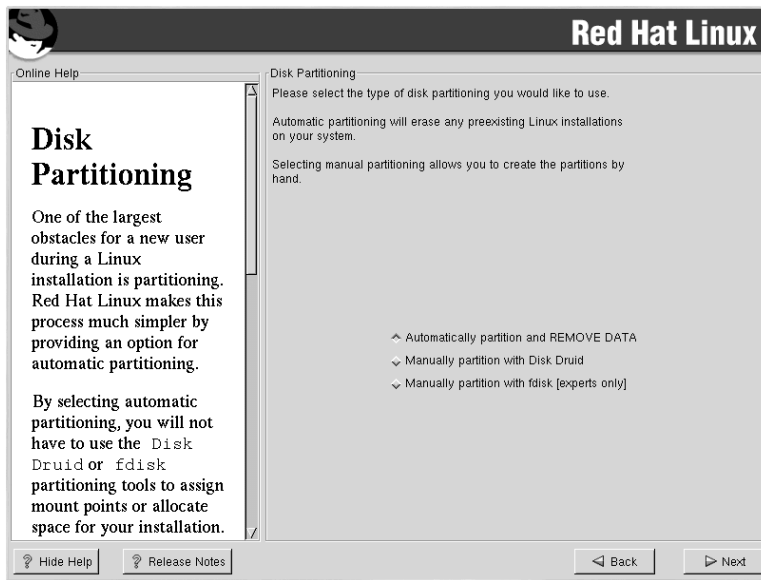 Red Hat Linux
Online Help
Disk
Partitioning
One of the largest
obstacles for a new user
during a Linux
installation is partitioning.
Red Hat Linux makes this
process much simpler by
providing an option for
automatic partitioning.
By selecting automatic
partitioning, you will not
have to use the Disk
Druid or fdisk
partitioning tools to assign
mount points or allocate
space for your installation.
Disk Partitioning
Please select the type of disk partitioning you would like to use.
Automatic partitioning will erase any preexisting Linux installations
on your system.
Selecting manual partitioning allows you to create the partitions by
hand.
Automatically partition and REMOVE DATA
Manually partition with Disk Druid
Manually partition with fdisk [experts only]
? Hide Help
? Release Notes
Back
Next